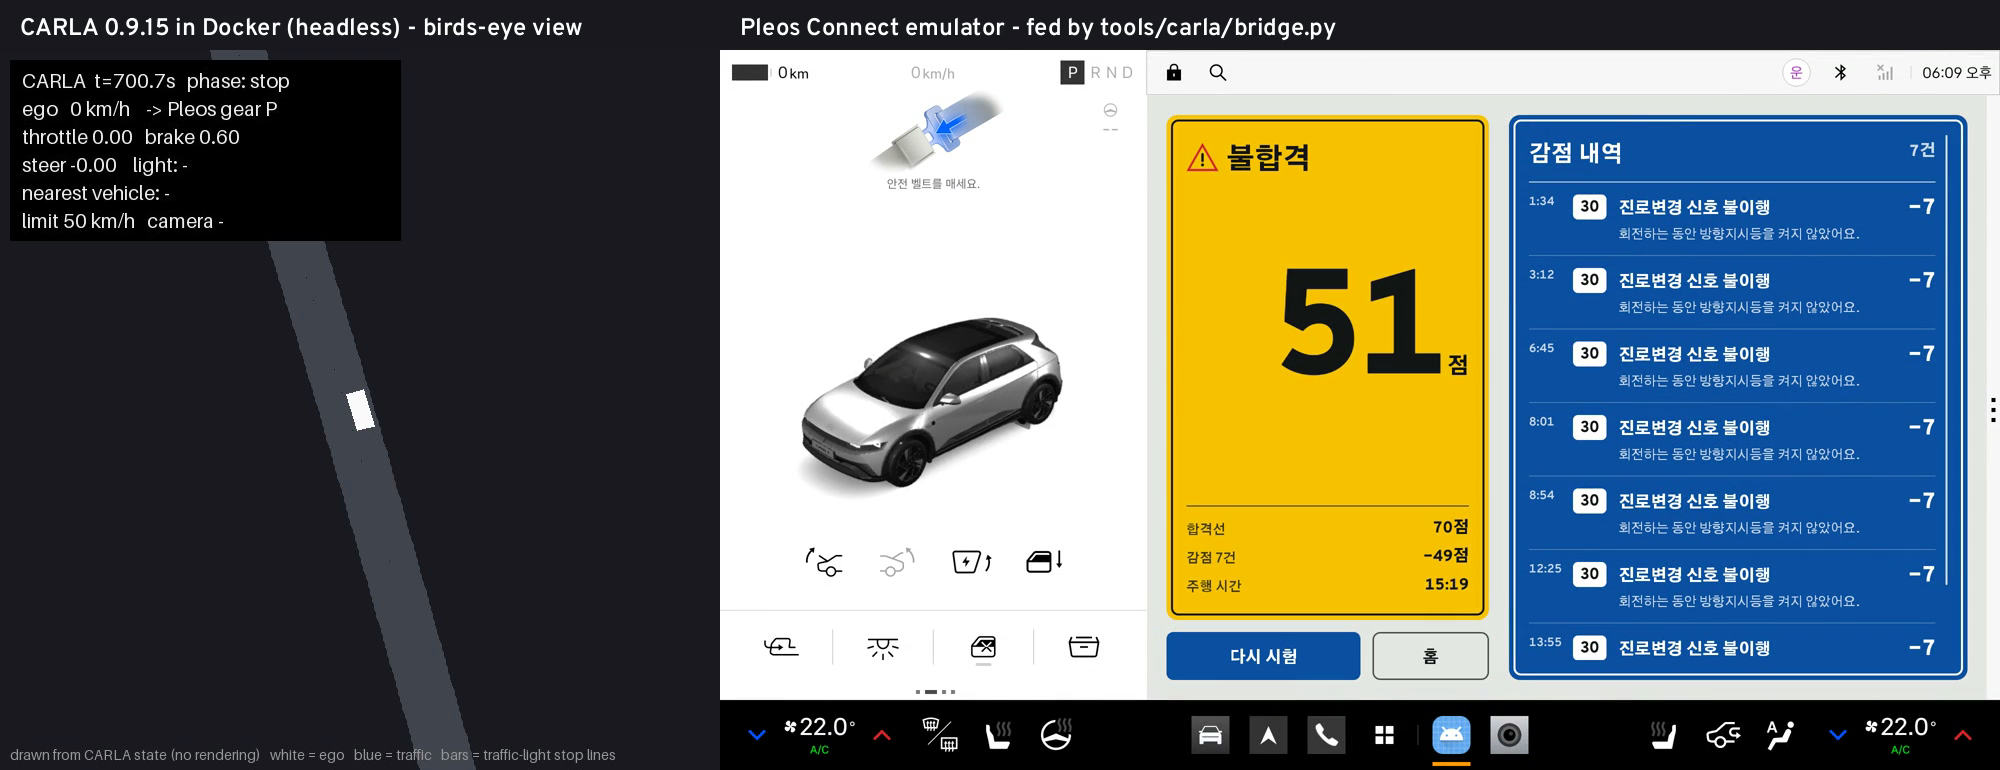 CARLA 0.9.15 in Docker (headless) - birds-eye view
CARLA  t=700.7s   phase: stop
ego   0 km/h    -> Pleos gear P
throttle 0.00   brake 0.60
steer -0.00   light: -
nearest vehicle: -
limit 50 km/h   camera -
drawn from CARLA state (no rendering)   white = ego   blue = traffic   bars = traffic-light stop lines
Pleos Connect emulator - fed by tools/carla/bridge.py
0 km
0 km/h
P R N D
--
안전 벨트를 매세요.
운
06:09 오후
불합격
51점
합격선 70점
감점 7건 -49점
주행 시간 15:19
다시 시험
홈
감점 내역 7건
1:34 30 진로변경 신호 불이행 -7
회전하는 동안 방향지시등을 켜지 않았어요.
3:12 30 진로변경 신호 불이행 -7
회전하는 동안 방향지시등을 켜지 않았어요.
6:45 30 진로변경 신호 불이행 -7
회전하는 동안 방향지시등을 켜지 않았어요.
8:01 30 진로변경 신호 불이행 -7
회전하는 동안 방향지시등을 켜지 않았어요.
8:54 30 진로변경 신호 불이행 -7
회전하는 동안 방향지시등을 켜지 않았어요.
12:25 30 진로변경 신호 불이행 -7
회전하는 동안 방향지시등을 켜지 않았어요.
13:55 30 진로변경 신호 불이행 -7
22.0°
A/C
A
22.0°
A/C